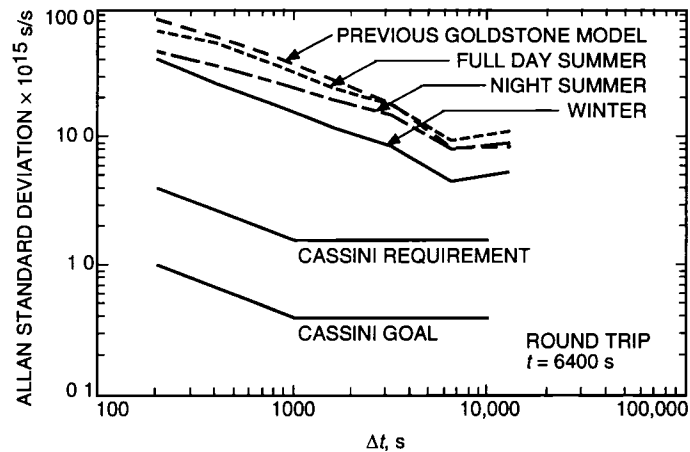 ALLAN STANDARD DEVIATION × 10¹⁵ s/s
100 0
10 0
1 0
0 1
PREVIOUS GOLDSTONE MODEL
FULL DAY SUMMER
NIGHT SUMMER
WINTER
CASSINI REQUIREMENT
CASSINI GOAL
ROUND TRIP
t = 6400 s
100
1000
10,000
100,000
Δt, s